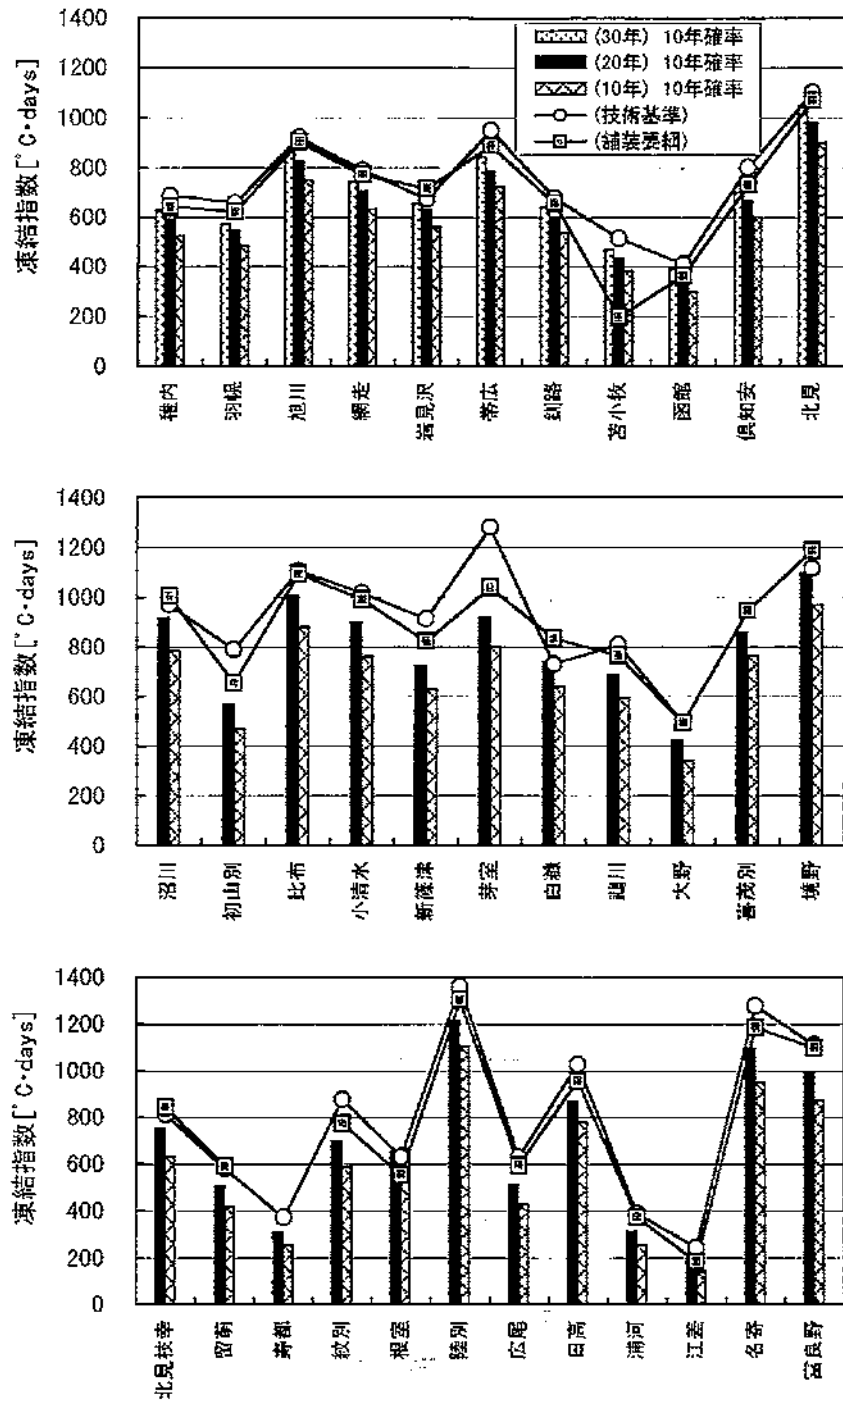 凍結指数[°C・days]
1400
1200
1000
800
600
400
200
0
(30年) 10年確率
(20年) 10年確率
(10年) 10年確率
(技術基準)
(舗装要綱)
稚内
羽幌
旭川
網走
岩見沢
帯広
釧路
苫小牧
函館
倶知安
北見
凍結指数[°C・days]
1400
1200
1000
800
600
400
200
0
沼川
初山別
比布
小清水
新篠津
芽室
白滝
鵡川
大野
喜茂別
境野
凍結指数[°C・days]
1400
1200
1000
800
600
400
200
0
北見枝幸
留萌
寿都
紋別
根室
陸別
広尾
日高
浦河
江差
名寄
富良野